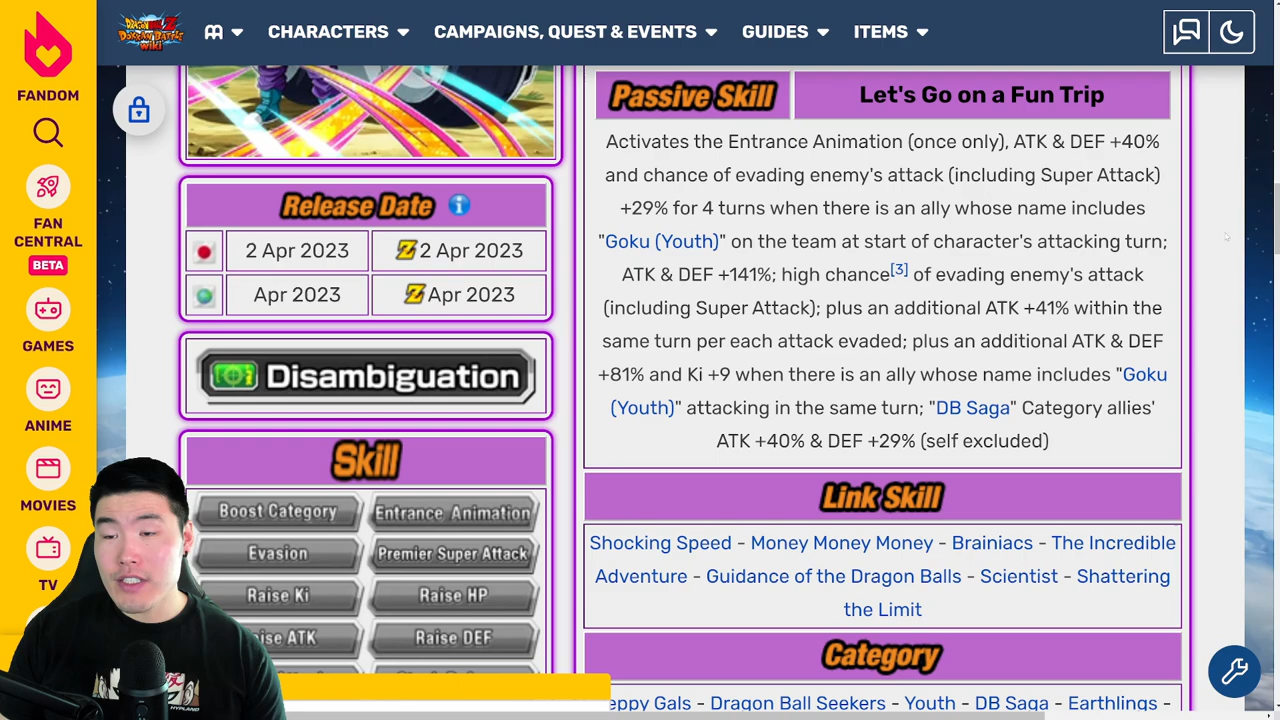 FANDOM
FAN
CENTRAL
BETA
GAMES
ANIME
MOVIES
TV
DRAGON BALL Z
DOKKAN BATTLE
WIKI
CHARACTERS
CAMPAIGNS, QUEST & EVENTS
GUIDES
ITEMS
Release Date
2 Apr 2023
Z 2 Apr 2023
Apr 2023
Z Apr 2023
Disambiguation
Skill
Boost Category
Entrance Animation
Evasion
Premier Super Attack
Raise Ki
Raise HP
Raise ATK
Raise DEF
Passive Skill
Let's Go on a Fun Trip
Activates the Entrance Animation (once only), ATK & DEF +40%
and chance of evading enemy's attack (including Super Attack)
+29% for 4 turns when there is an ally whose name includes
"Goku (Youth)" on the team at start of character's attacking turn;
ATK & DEF +141%; high chance[3] of evading enemy's attack
(including Super Attack); plus an additional ATK +41% within the
same turn per each attack evaded; plus an additional ATK & DEF
+81% and Ki +9 when there is an ally whose name includes "Goku
(Youth)" attacking in the same turn; "DB Saga" Category allies'
ATK +40% & DEF +29% (self excluded)
Link Skill
Shocking Speed - Money Money Money - Brainiacs - The Incredible
Adventure - Guidance of the Dragon Balls - Scientist - Shattering
the Limit
Category
eppy Gals - Dragon Ball Seekers - Youth - DB Saga - Earthlings -